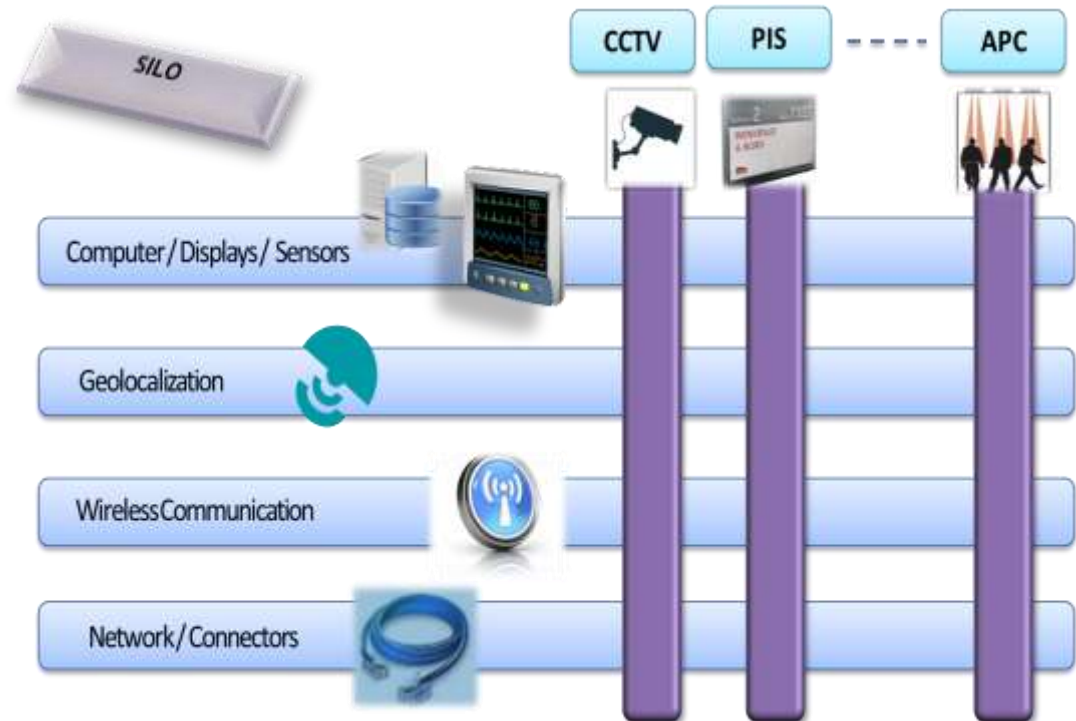 SILO
CCTV
PIS
APC
Computer / Displays / Sensors
Geolocalization
Wireless Communication
Network / Connectors